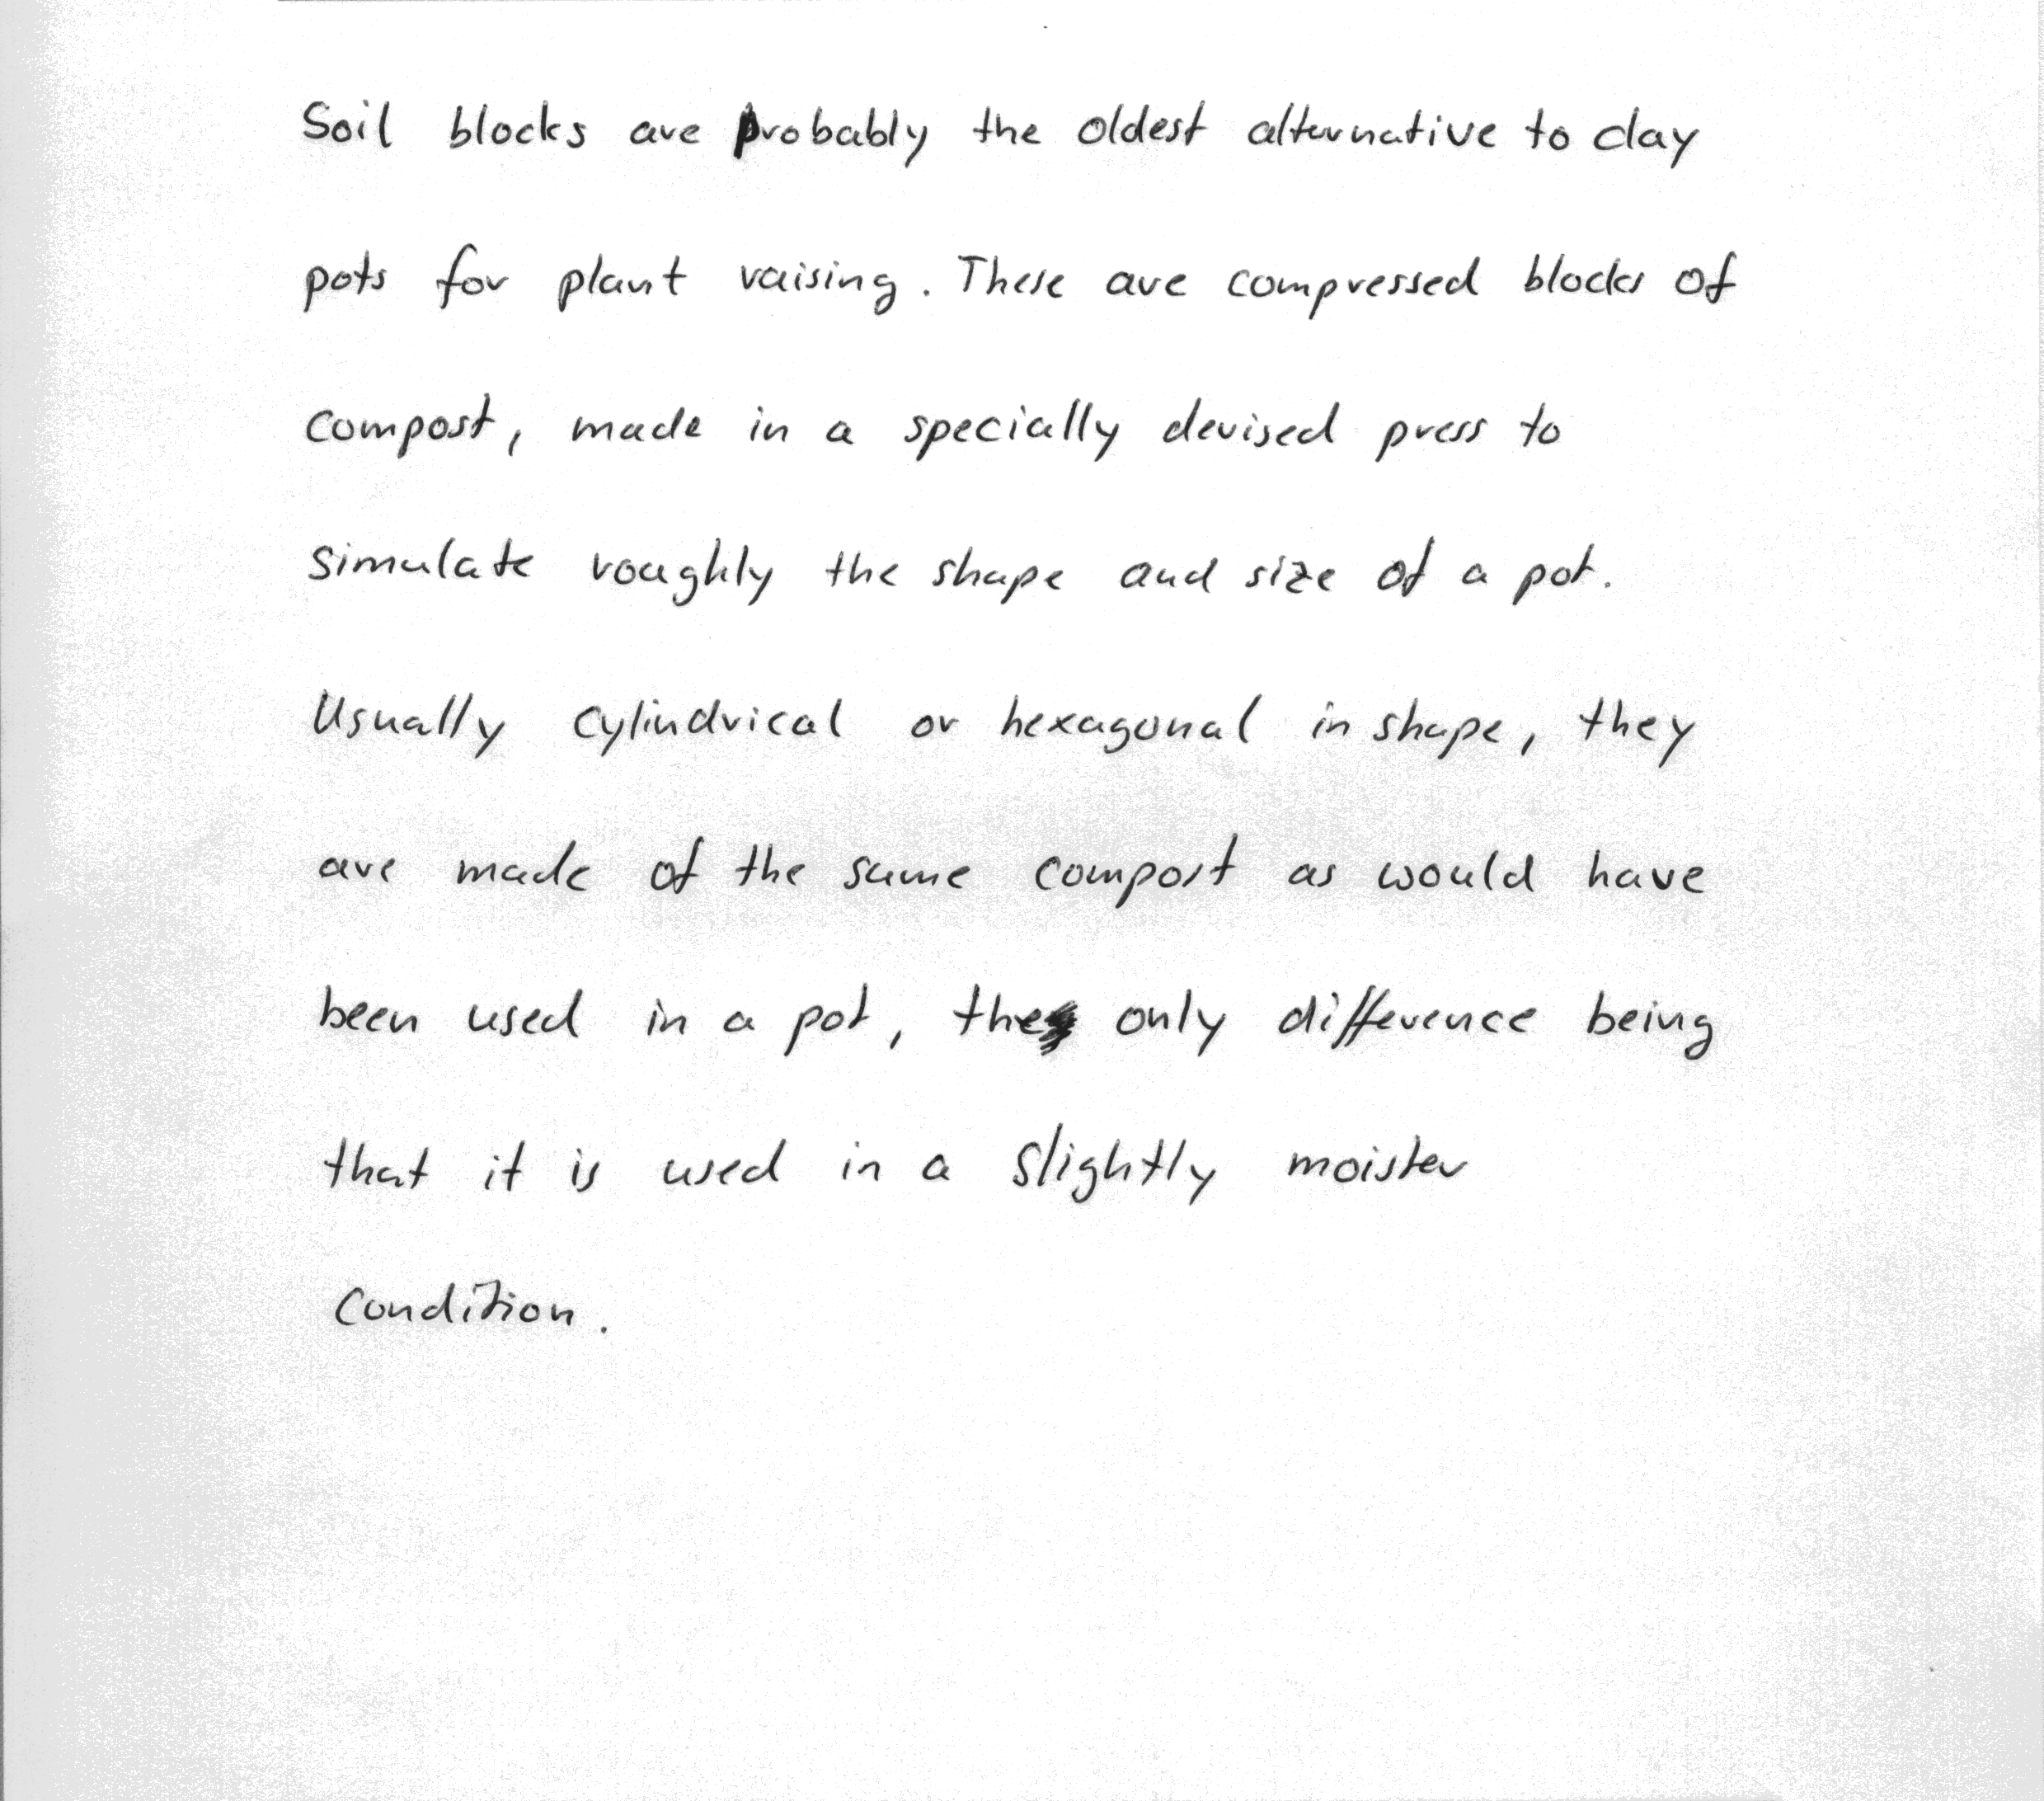 Soil blocks are probably the oldest alternative to clay
pots for plant raising. These are compressed blocks of
compost, made in a specially devised press to
simulate roughly the shape and size of a pot.
Usually cylindrical or hexagonal in shape, they
are made of the same compost as would have
been used in a pot, the only difference being
that it is used in a slightly moister
condition.